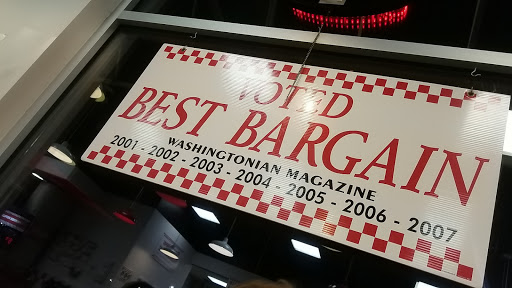 VOTED
BEST BARGAIN
WASHINGTONIAN MAGAZINE
2001 - 2002 - 2003 - 2004 - 2005 - 2006 - 2007